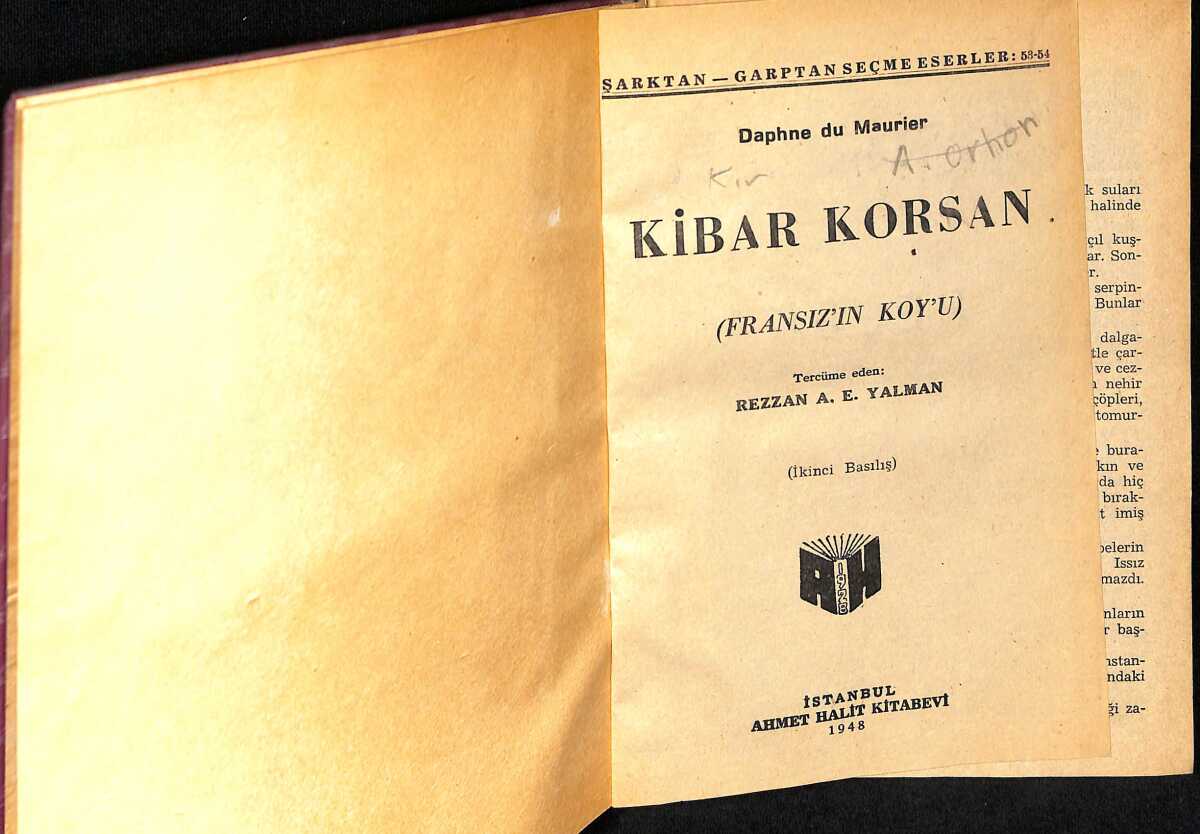 ŞARKTAN — GARPTAN SEÇME ESERLER: 53-54
Daphne du Maurier
A. Orhon
KİBAR KORSAN
(FRANSIZ'IN KOY'U)
Tercüme eden:
REZZAN A. E. YALMAN
(İkinci Basılış)
A H
1928
İSTANBUL
AHMET HALİT KİTABEVİ
1948
k suları
halinde
çıl kuş-
ar. Son-
r.
serpin-
Bunlar
dalga-
tle çar-
ve cez-
nehir
çöpleri,
tomur-
bura-
kın ve
da hiç
bırak-
t imiş
pelerin
Issız
mazdı.
nların
r baş-
nstan-
ndaki
ği za-